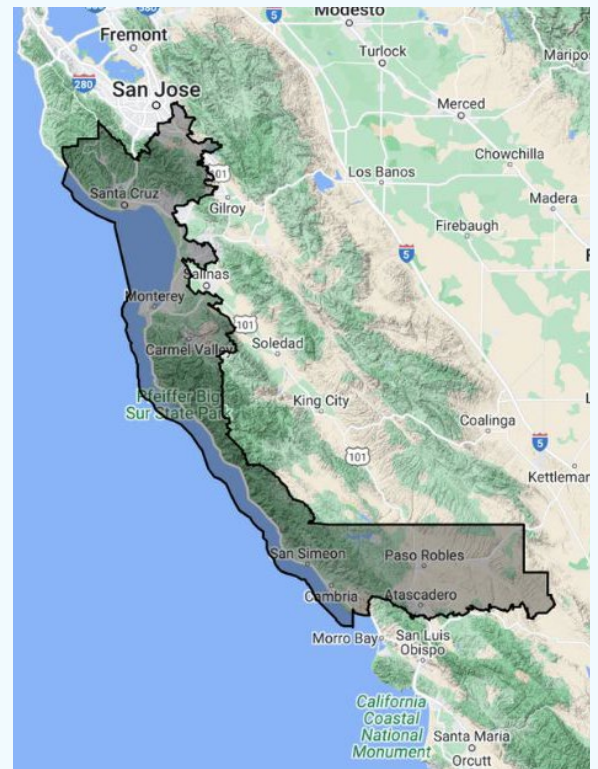 Modesto
5
Fremont
Turlock
280
San Jose
Merced
Chowchilla
101
Los Banos
Santa Cruz
Gilroy
Madera
Firebaugh
5
Salinas
Monterey
101
Carmel Valley
Soledad
Pfeiffer Big
Sur State Park
King City
Coalinga
5
101
Kettleman
San Simeon
Paso Robles
Cambria
Atascadero
Morro Bay
San Luis
Obispo
California
Coastal
National
Monument
Santa Maria
Orcutt